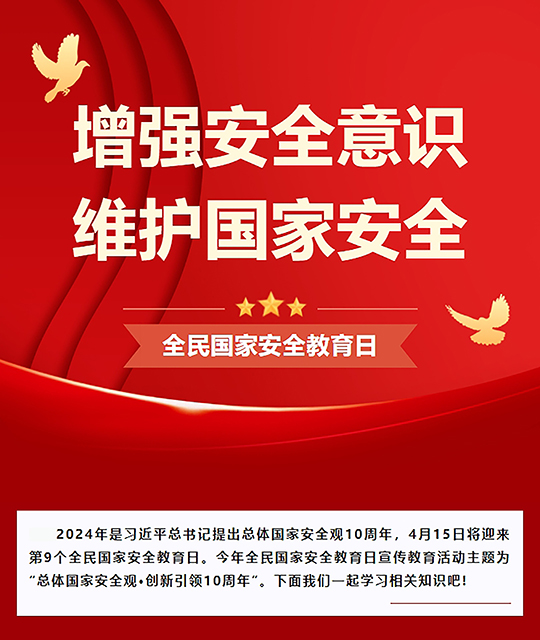 增强安全意识
维护国家安全
全民国家安全教育日
2024年是习近平总书记提出总体国家安全观10周年，4月15日将迎来
第9个全民国家安全教育日。今年全民国家安全教育日宣传教育活动主题为
“总体国家安全观·创新引领10周年”。下面我们一起学习相关知识吧！